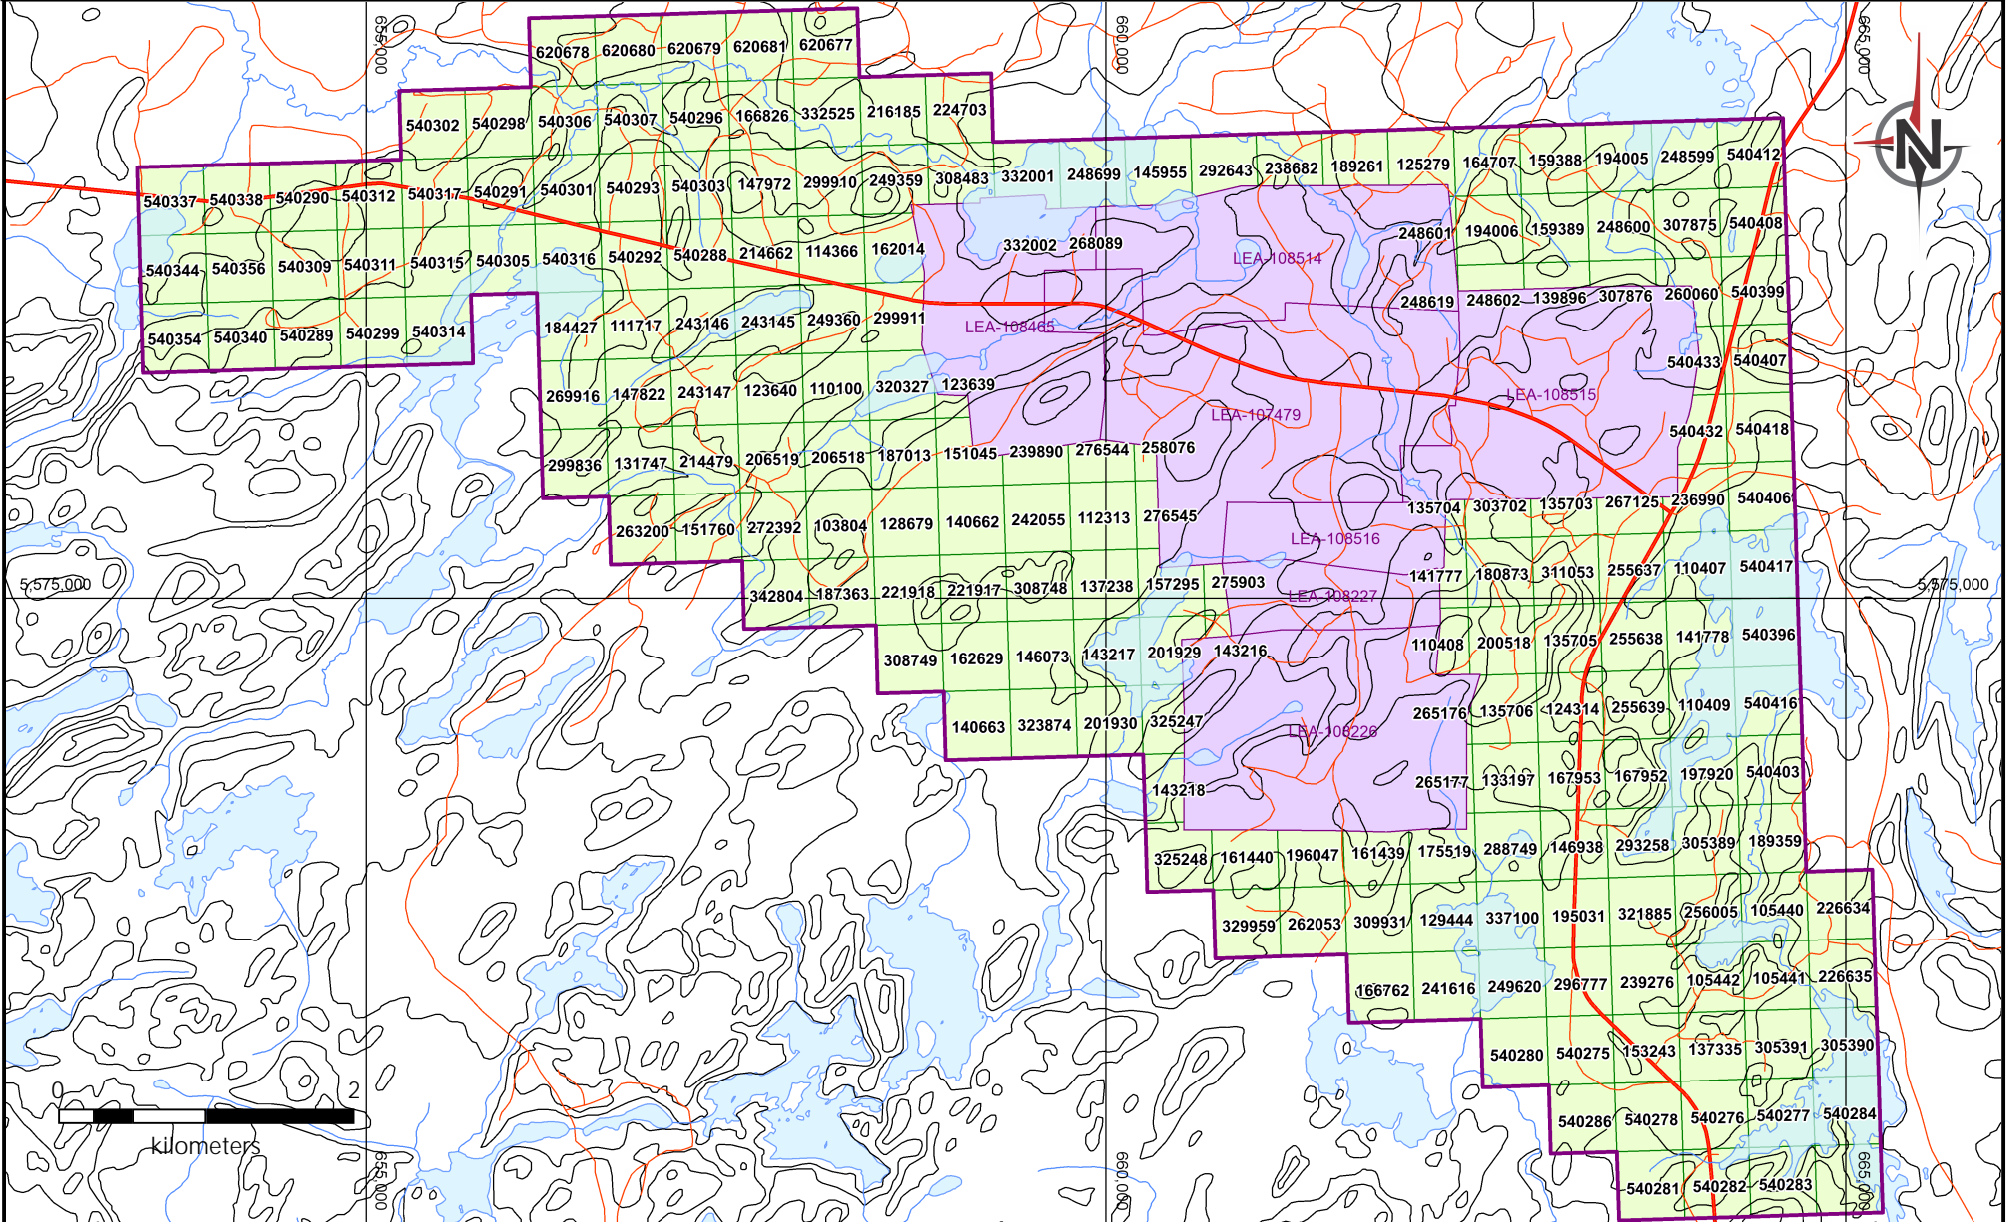 655,000
660,000
665,000
N
620678 620680 620679 620681 620677
540302 540298 540306 540307 540296 166826 332525 216185 224703
540337 540338 540290 540312 540317 540291 540301 540293 540303 147972 299910 249359 308483 332001 248699 145955 292643 238682 189261 125279 164707 159388 194005 248599 540412
540344 540356 540309 540311 540315 540305 540316 540292 540288 214662 114366 162014 332002 268089 LEA-108514 248601 194006 159389 248600 307875 540408
540354 540340 540289 540299 540314 184427 111717 243146 243145 249360 299911 LEA-108465 248619 248602 139896 307876 260060 540399
269916 147822 243147 123640 110100 320327 123639 LEA-107479 LEA-108515 540433 540407
299836 131747 214479 206519 206518 187013 151045 239890 276544 258076 540432 540418
263200 151760 272392 103804 128679 140662 242055 112313 276545 LEA-108516 135704 303702 135703 267125 236990 540406
5,575,000 342804 187363 221918 221917 308748 137238 157295 275903 LEA-108227 141777 180873 311053 255637 110407 540417 5,575,000
308749 162629 146073 143217 201929 143216 110408 200518 135705 255638 141778 540396
140663 323874 201930 325247 LEA-108226 265176 135706 124314 255639 110409 540416
143218 265177 133197 167953 167952 197920 540403
325248 161440 196047 161439 175519 288749 146938 293258 305389 189359
329959 262053 309931 129444 337100 195031 321885 256005 105440 226634
166762 241616 249620 296777 239276 105442 105441 226635
540280 540275 153243 137335 305391 305390
0 2
kilometers
540286 540278 540276 540277 540284
540281 540282 540283
655,000
660,000
665,000